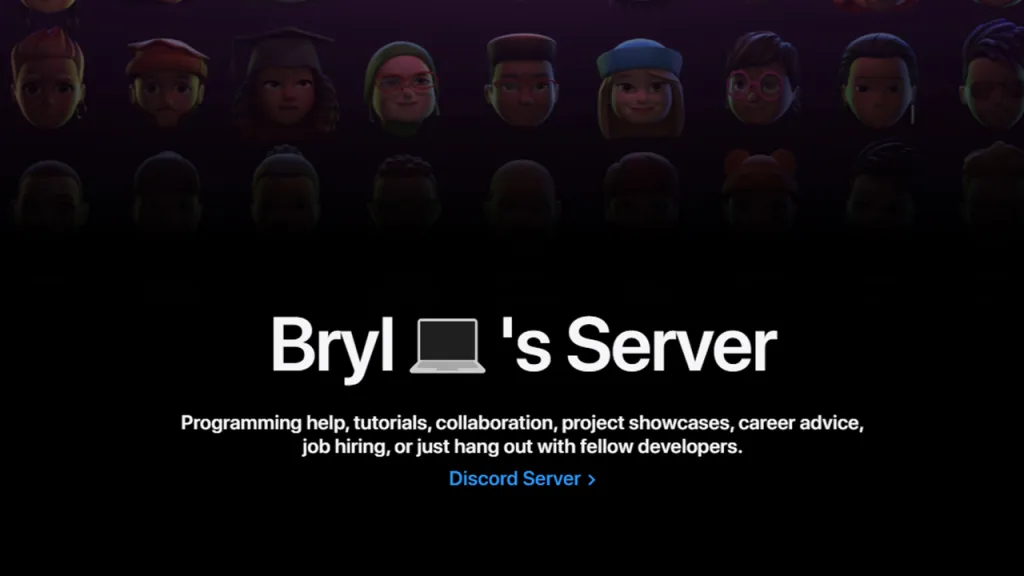 Bryl 💻 's Server
Programming help, tutorials, collaboration, project showcases, career advice,
job hiring, or just hang out with fellow developers.
Discord Server >